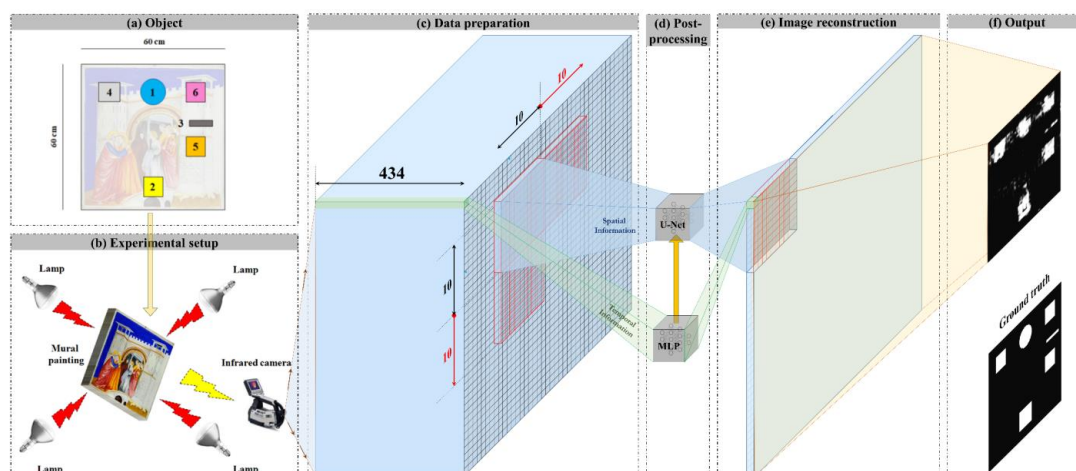 (a) Object
60 cm
60 cm
4
1
6
3
5
2
(b) Experimental setup
Lamp
Lamp
Mural
painting
Infrared camera
Lamp
Lamp
(c) Data preparation
10
10
434
Spatial
Information
10
10
Temporal
Information
(d) Post-
processing
U-Net
MLP
(e) Image reconstruction
(f) Output
Ground truth